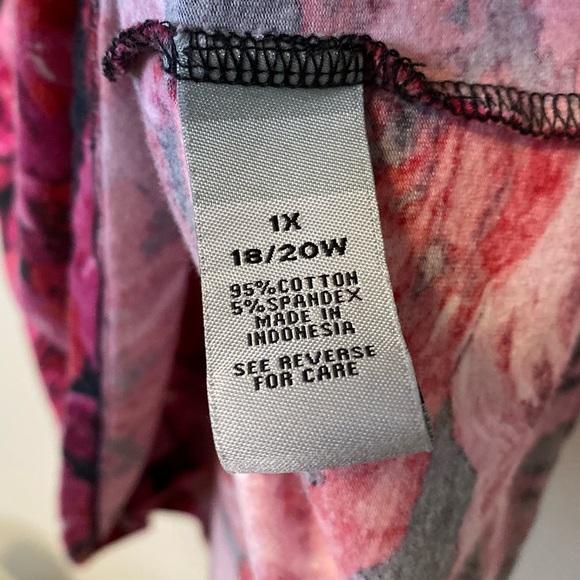 1X
18/20W
95%COTTON
5%SPANDEX
MADE IN
INDONESIA
SEE REVERSE
FOR CARE